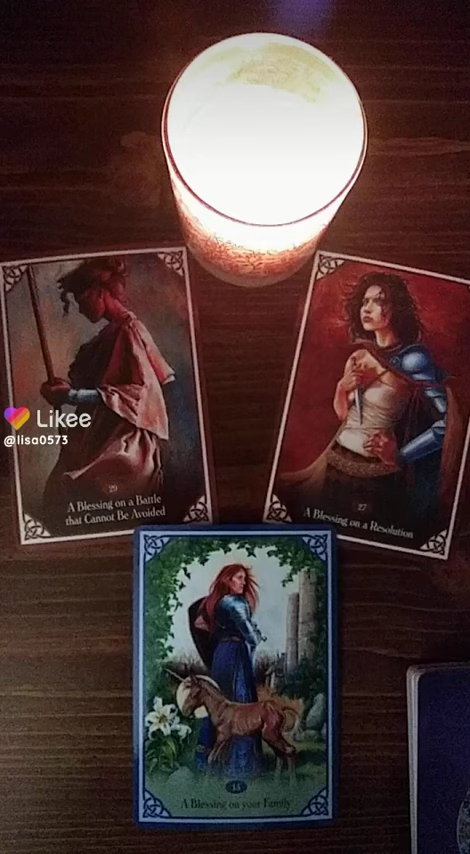 29
A Blessing on a Battle
that Cannot Be Avoided
27
A Blessing on a Resolution
Likee
@lisa0573
A Blessing on your Family